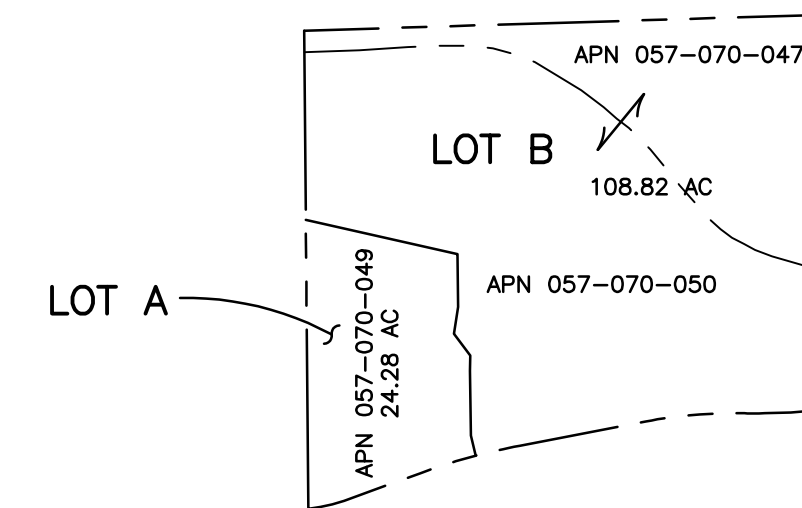 APN 057-070-047
LOT B
108.82 AC
APN 057-070-050
LOT A
APN 057-070-049
24.28 AC